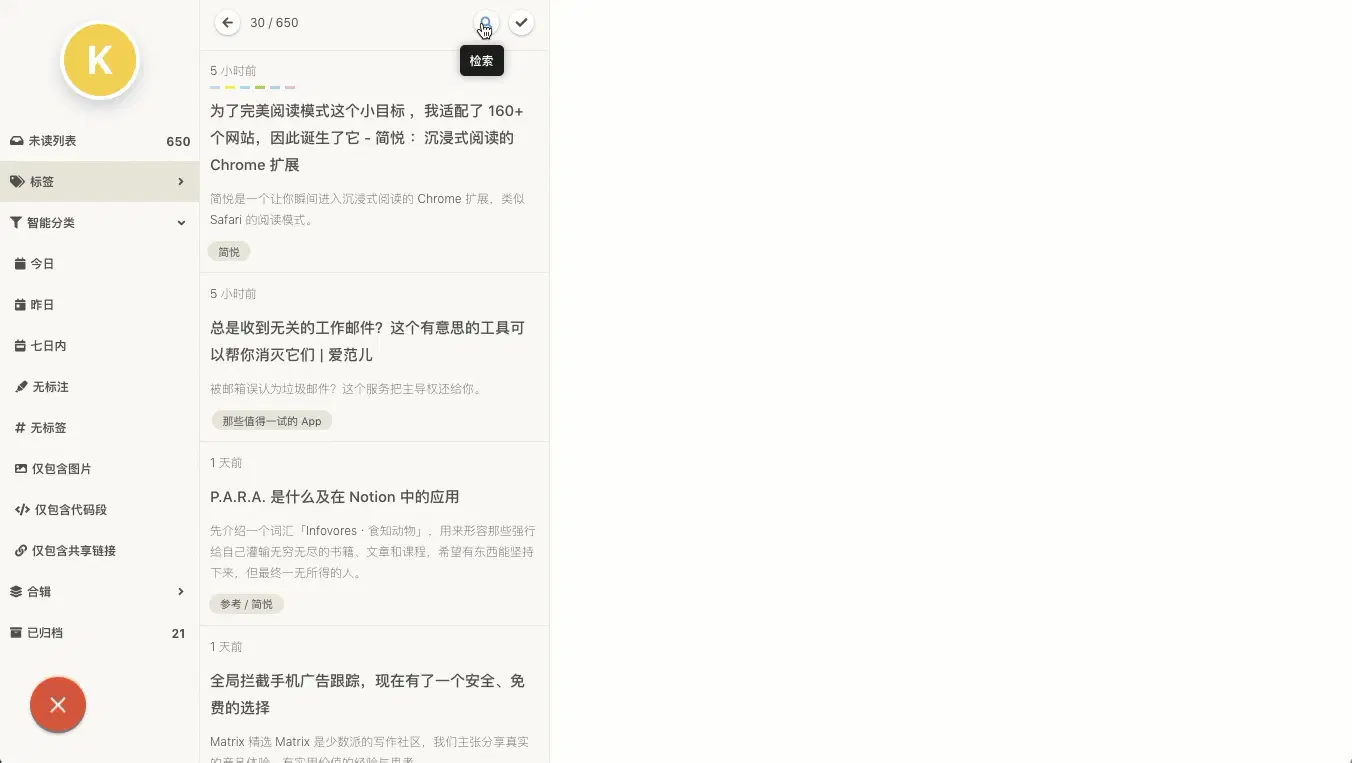 K
未读列表 650
标签
智能分类
今日
昨日
七日内
无标注
无标签
仅包含图片
仅包含代码段
仅包含共享链接
合辑
已归档 21
30 / 650
检索
5 小时前
为了完美阅读模式这个小目标 ，我适配了 160+
个网站，因此诞生了它 - 简悦 ：沉浸式阅读的
Chrome 扩展
简悦是一个让你瞬间进入沉浸式阅读的 Chrome 扩展，类似
Safari 的阅读模式。
简悦
5 小时前
总是收到无关的工作邮件？这个有意思的工具可
以帮你消灭它们 | 爱范儿
被邮箱误认为垃圾邮件？这个服务把主导权还给你。
那些值得一试的 App
1 天前
P.A.R.A. 是什么及在 Notion 中的应用
先介绍一个词汇「Infovores · 食知动物」，用来形容那些强行
给自己灌输无穷无尽的书籍、文章和课程，希望有东西能坚持
下来，但最终一无所得的人。
参考 / 简悦
1 天前
全局拦截手机广告跟踪，现在有了一个安全、免
费的选择
Matrix 精选 Matrix 是少数派的写作社区，我们主张分享真实
的产品体验，有实用价值的经验与思考